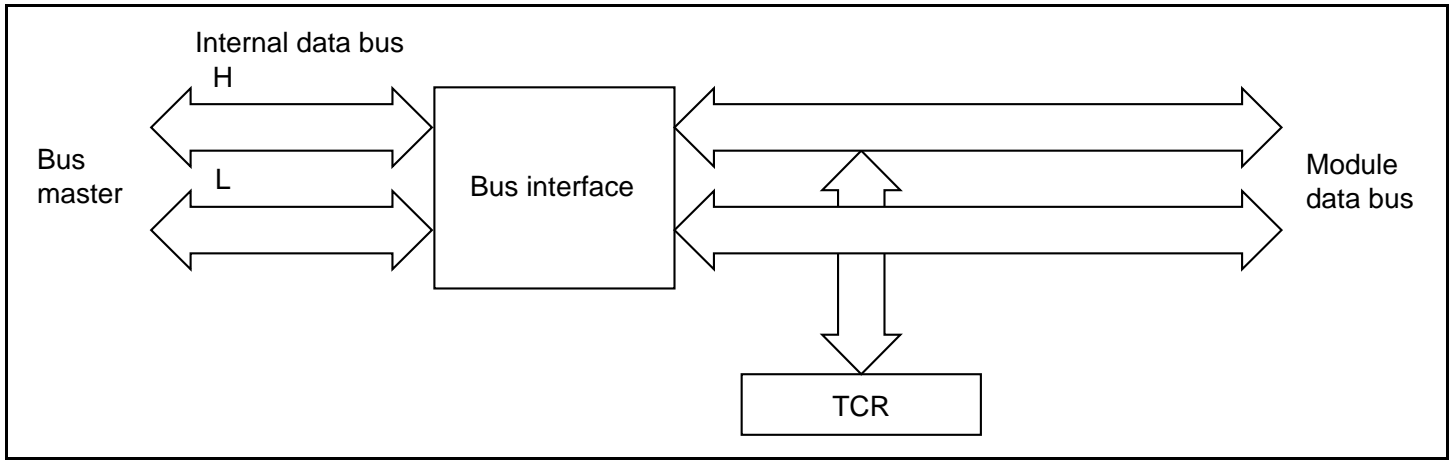 Internal data bus
H
Bus
master
L
Bus interface
Module
data bus
TCR